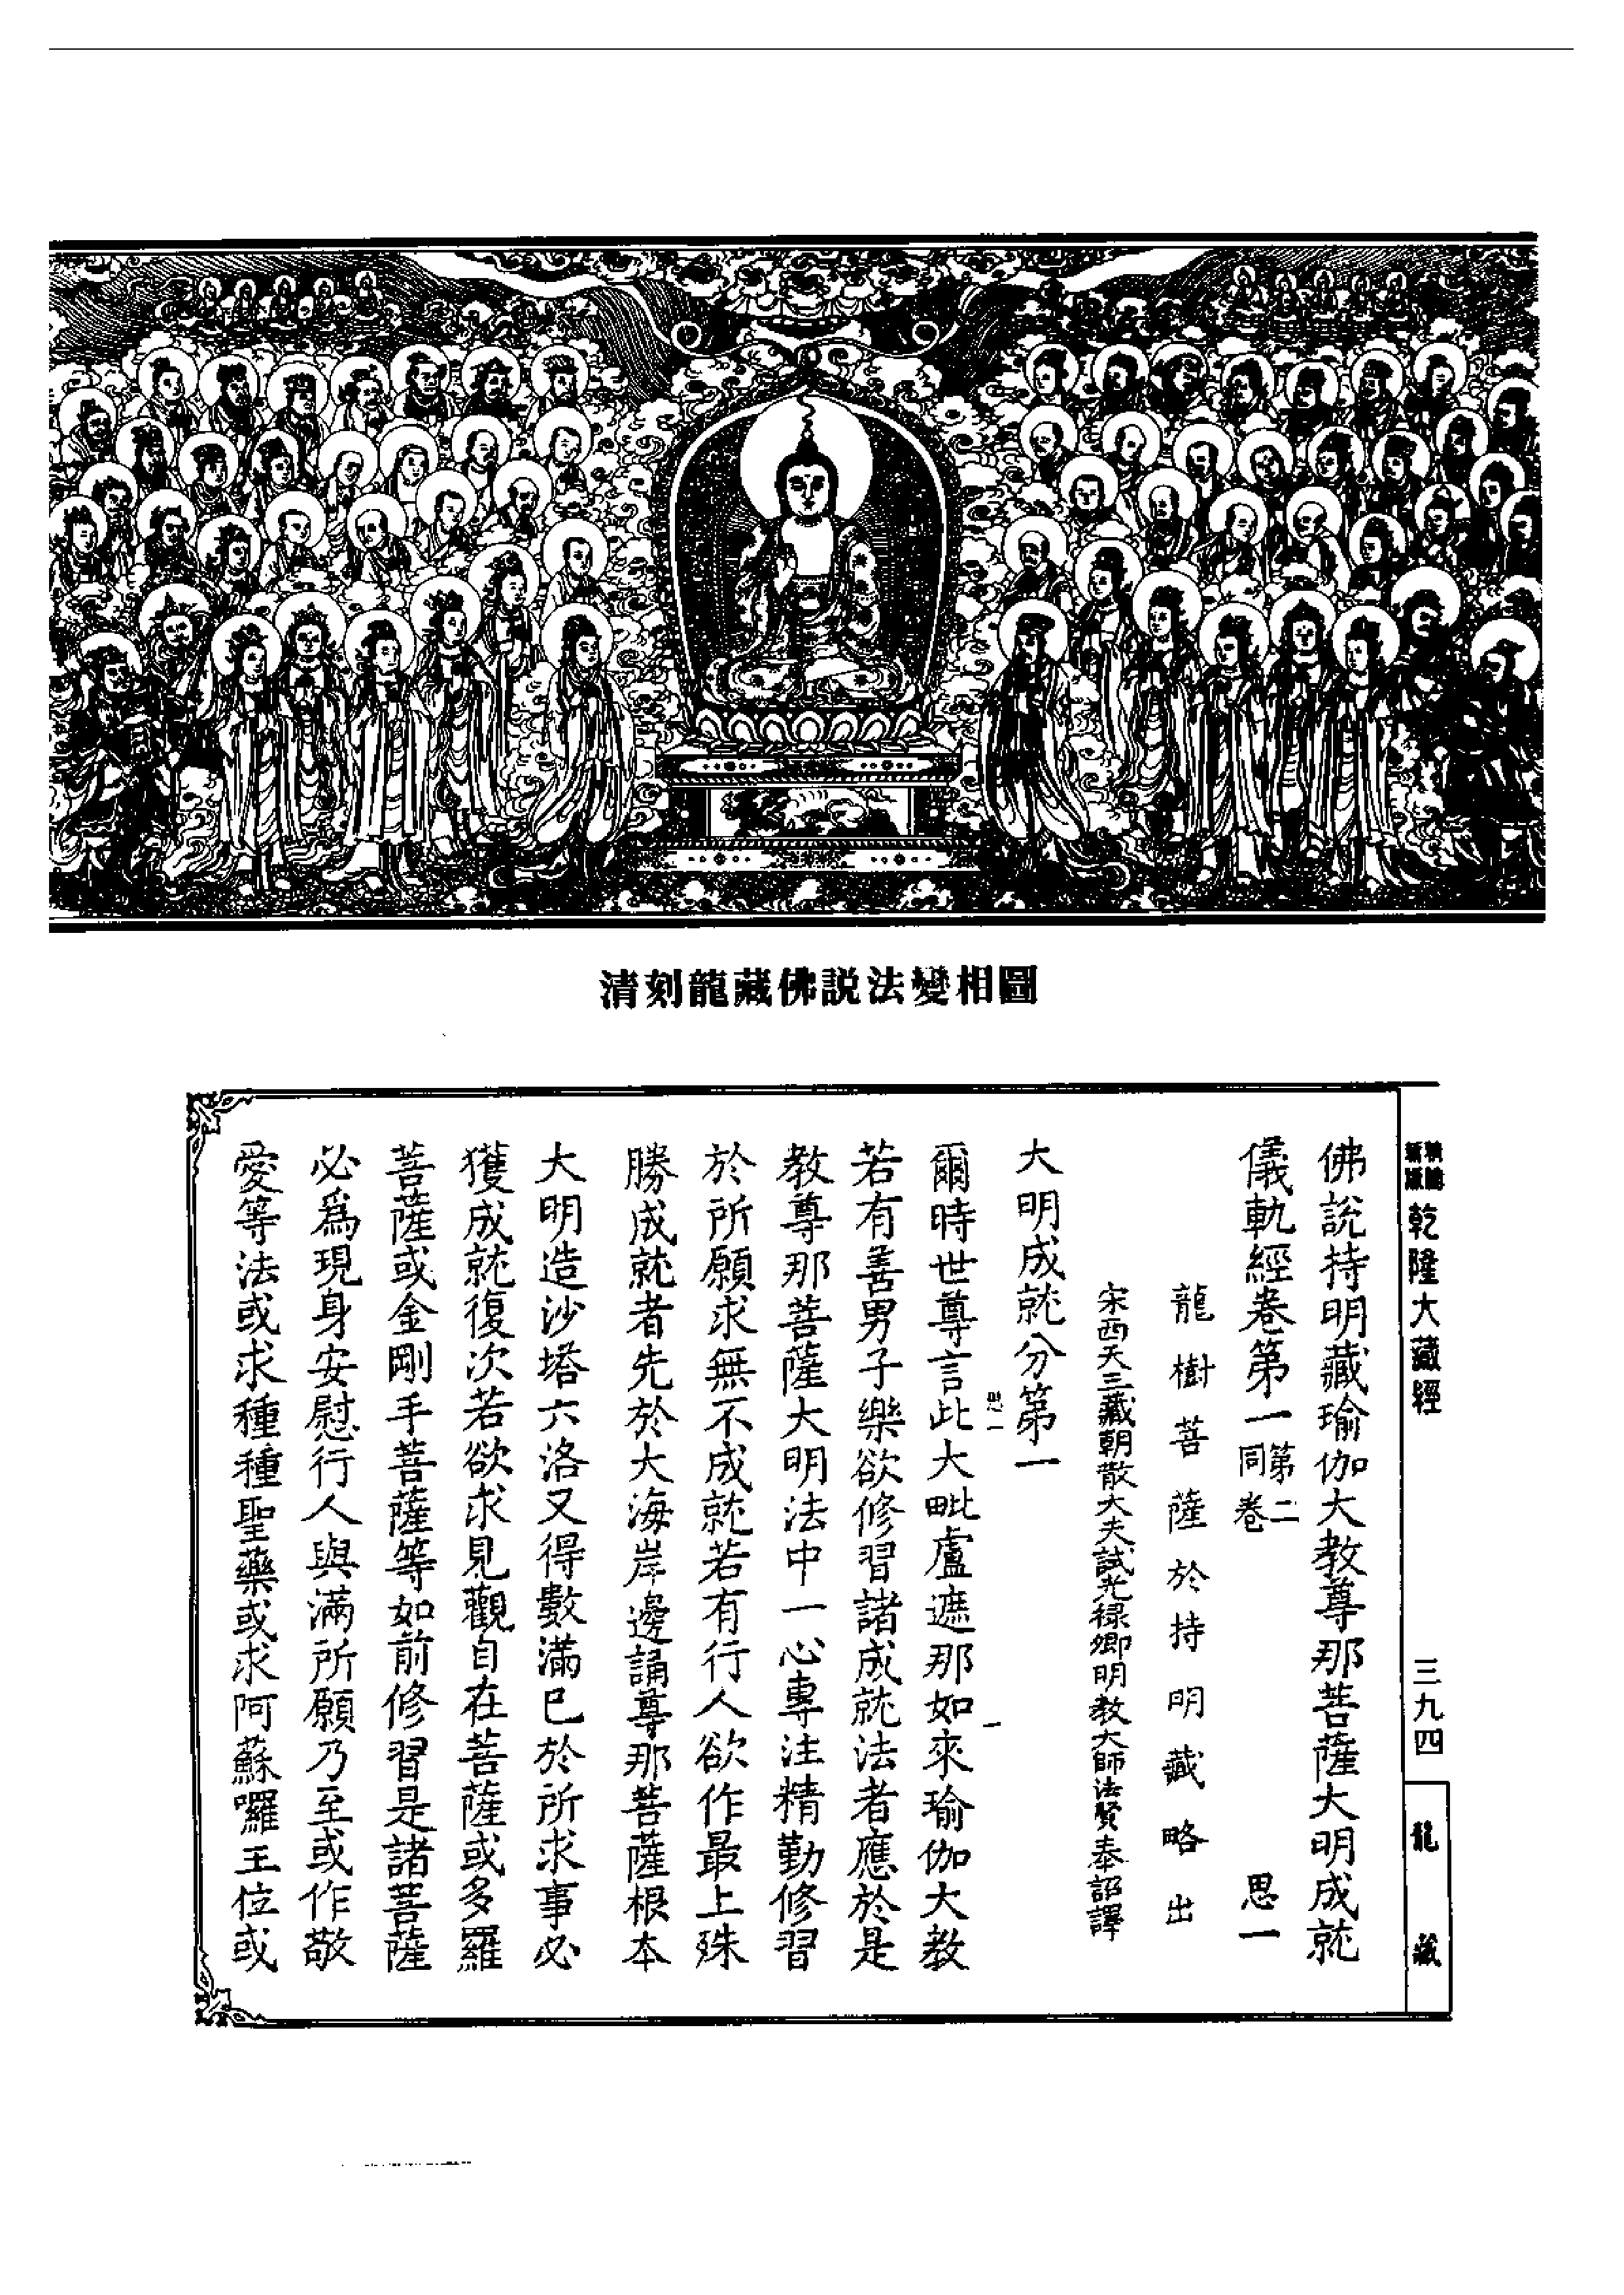 清刻龍藏佛説法變相圖
乾隆大藏經
三九四
龍藏
佛說持明藏瑜伽大教尊那菩薩大明成就
儀軌經卷第一 第二同卷 思一
龍樹菩薩於持明藏略出
宋西天三藏朝散大夫試光祿卿明教大師法賢奉詔譯
大明成就分第一
思一 一
爾時世尊言此大毗盧遮那如來瑜伽大教
若有善男子樂欲修習諸成就法者應於是
教尊那菩薩大明法中一心專注精勤修習
於所願求無不成就若有行人欲作最上殊
勝成就者先於大海岸邊誦尊那菩薩根本
大明造沙塔六洛叉得數滿已於所求事必
獲成就復次若欲求見觀自在菩薩或多羅
菩薩或金剛手菩薩等如前修習是諸菩薩
必爲現身安慰行人與滿所願乃至或作敬
愛等法或求種種聖藥或求阿蘇囉王位或